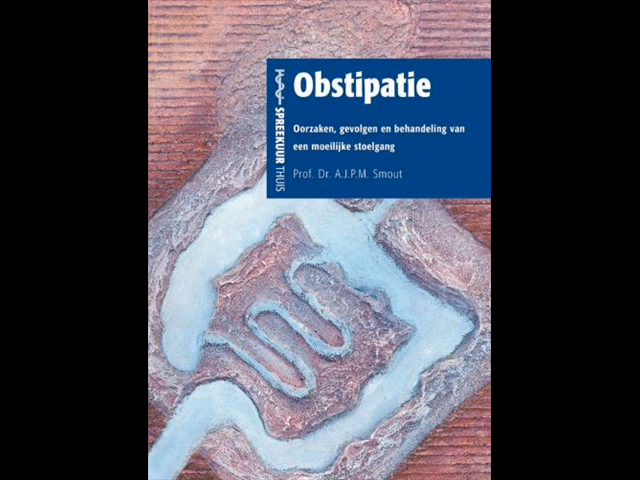 Obstipatie
Oorzaken, gevolgen en behandeling van
een moeilijke stoelgang
Prof. Dr. A.J.P.M. Smout
SPREEKUUR THUIS